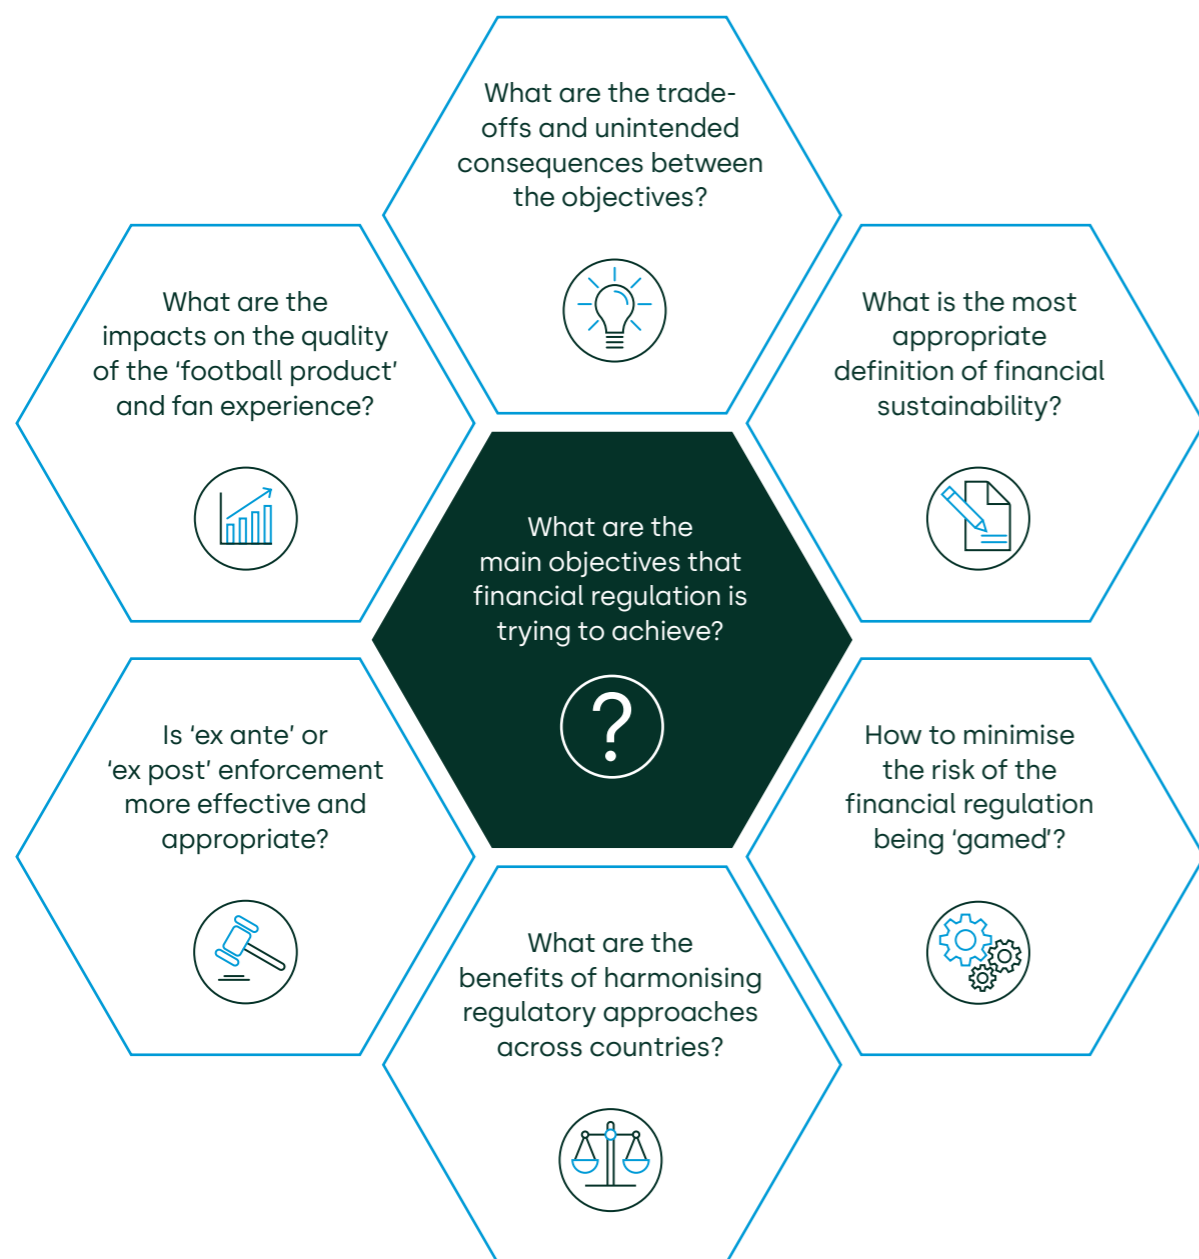 What are the trade-
offs and unintended
consequences between
the objectives?
What are the
impacts on the quality
of the ‘football product’
and fan experience?
What is the most
appropriate
definition of financial
sustainability?
What are the
main objectives that
financial regulation is
trying to achieve?
?
Is ‘ex ante’ or
‘ex post’ enforcement
more effective and
appropriate?
How to minimise
the risk of the
financial regulation
being ‘gamed’?
What are the
benefits of harmonising
regulatory approaches
across countries?